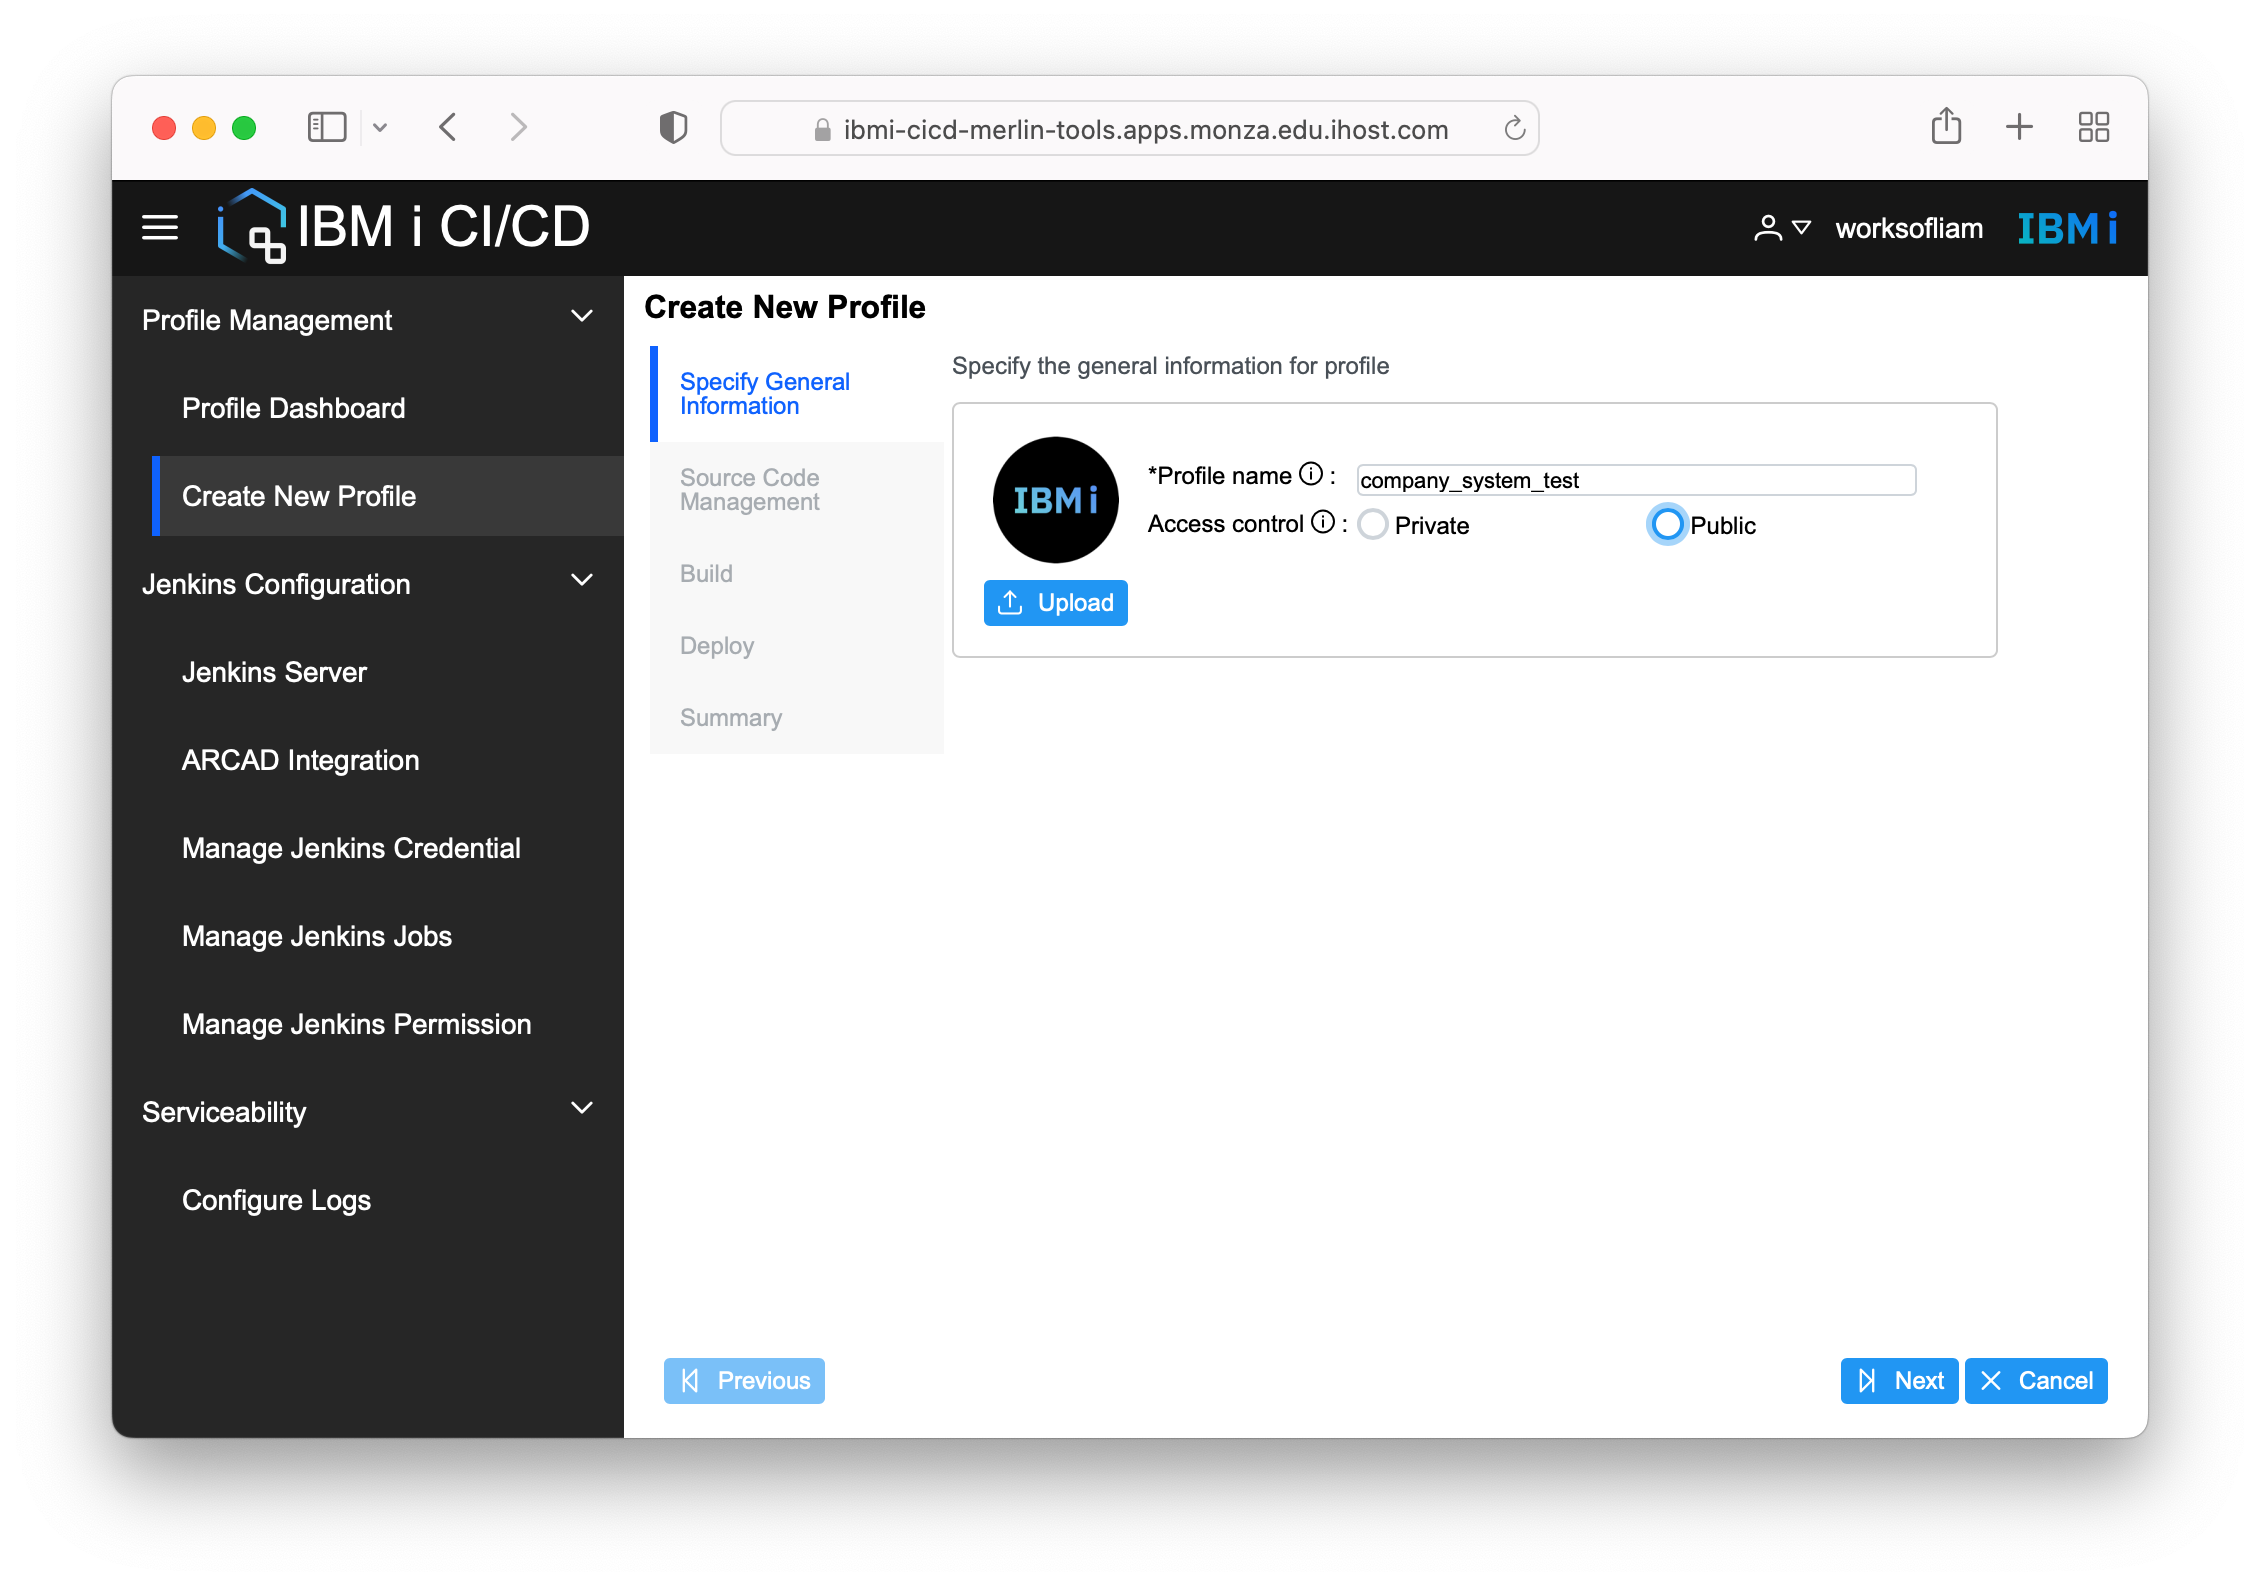 ibmi-cicd-merlin-tools.apps.monza.edu.ihost.com
IBM i CI/CD
worksofliam
IBM i
Profile Management
Profile Dashboard
Create New Profile
Jenkins Configuration
Jenkins Server
ARCAD Integration
Manage Jenkins Credential
Manage Jenkins Jobs
Manage Jenkins Permission
Serviceability
Configure Logs
Create New Profile
Specify General
Information
Source Code
Management
Build
Deploy
Summary
Specify the general information for profile
IBM i
*Profile name ⓘ : company_system_test
Access control ⓘ : Private Public
Upload
Previous
Next
Cancel